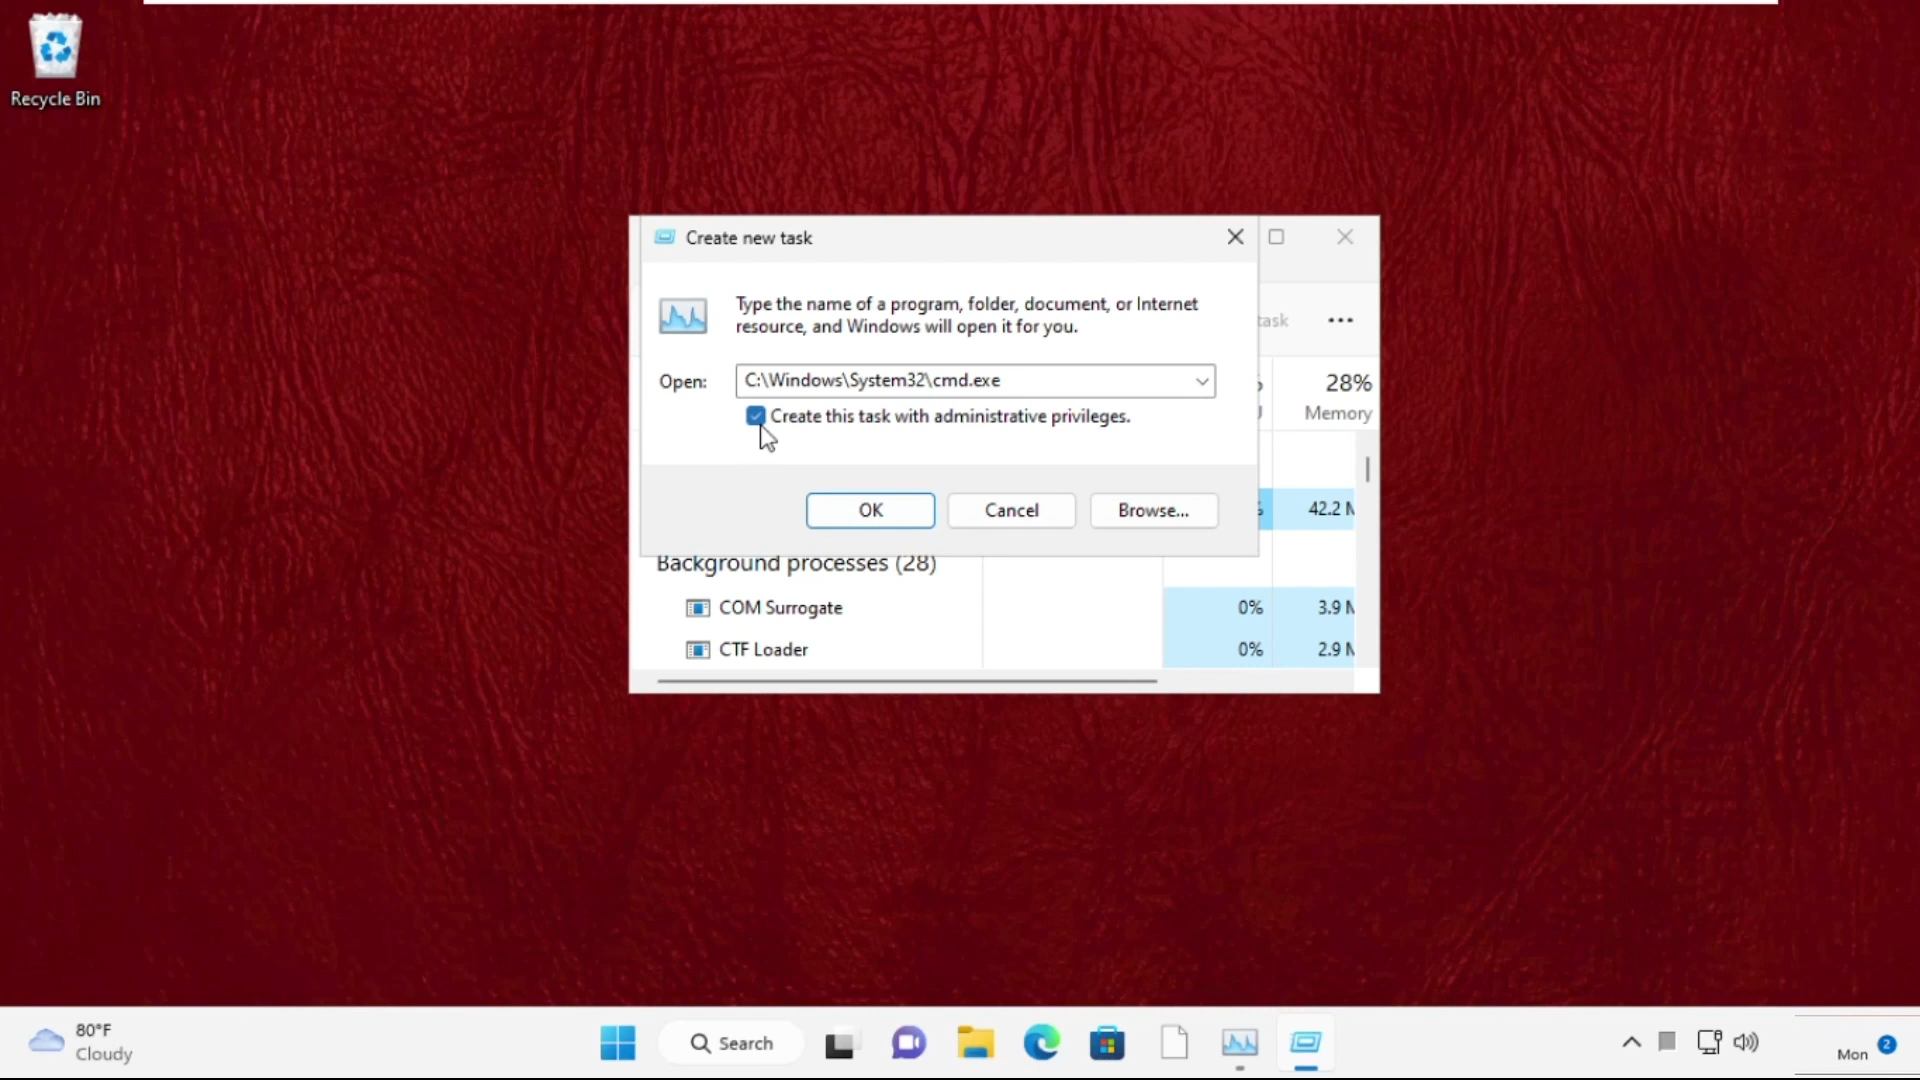 Recycle Bin
Create new task
Type the name of a program, folder, document, or Internet
resource, and Windows will open it for you.
Open:
C:\Windows\System32\cmd.exe
Create this task with administrative privileges.
OK
Cancel
Browse...
task
28%
Memory
42.2 M
Background processes (28)
COM Surrogate
0%
3.9 M
CTF Loader
0%
2.9 M
80°F
Cloudy
Search
Mon
2